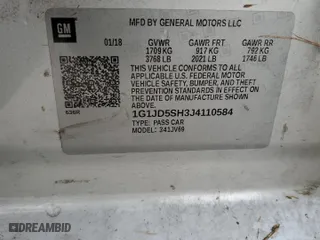 GM
MFD BY GENERAL MOTORS LLC
01/18 GVWR GAWR FRT GAWR RR
1709 KG 917 KG 792 KG
3768 LB 2021 LB 1746 LB
THIS VEHICLE CONFORMS TO ALL
APPLICABLE U.S. FEDERAL MOTOR
VEHICLE SAFETY, BUMPER, AND THEFT
PREVENTION STANDARDS IN EFFECT ON
THE DATE OF MANUFACTURE SHOWN
ABOVE.
1G1JD5SH3J4110584
TYPE: PASS CAR
MODEL: 341JV69